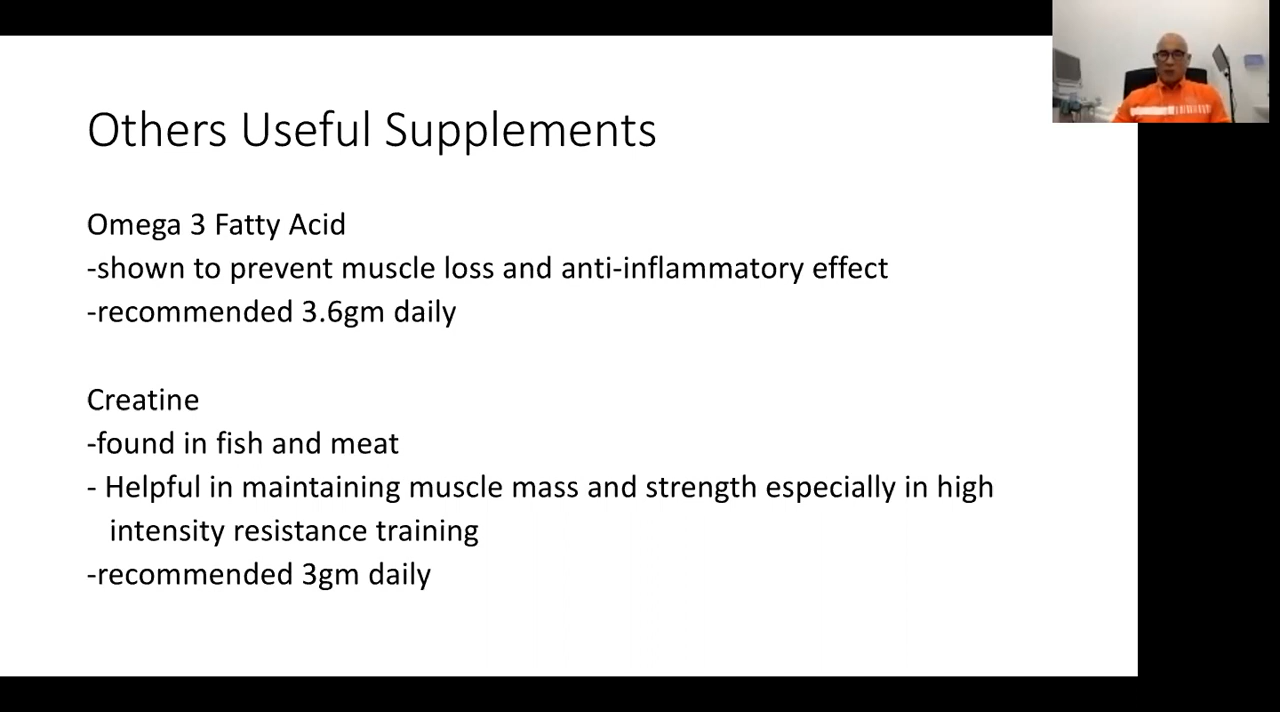 Others Useful Supplements
Omega 3 Fatty Acid
-shown to prevent muscle loss and anti-inflammatory effect
-recommended 3.6gm daily
Creatine
-found in fish and meat
- Helpful in maintaining muscle mass and strength especially in high
intensity resistance training
-recommended 3gm daily